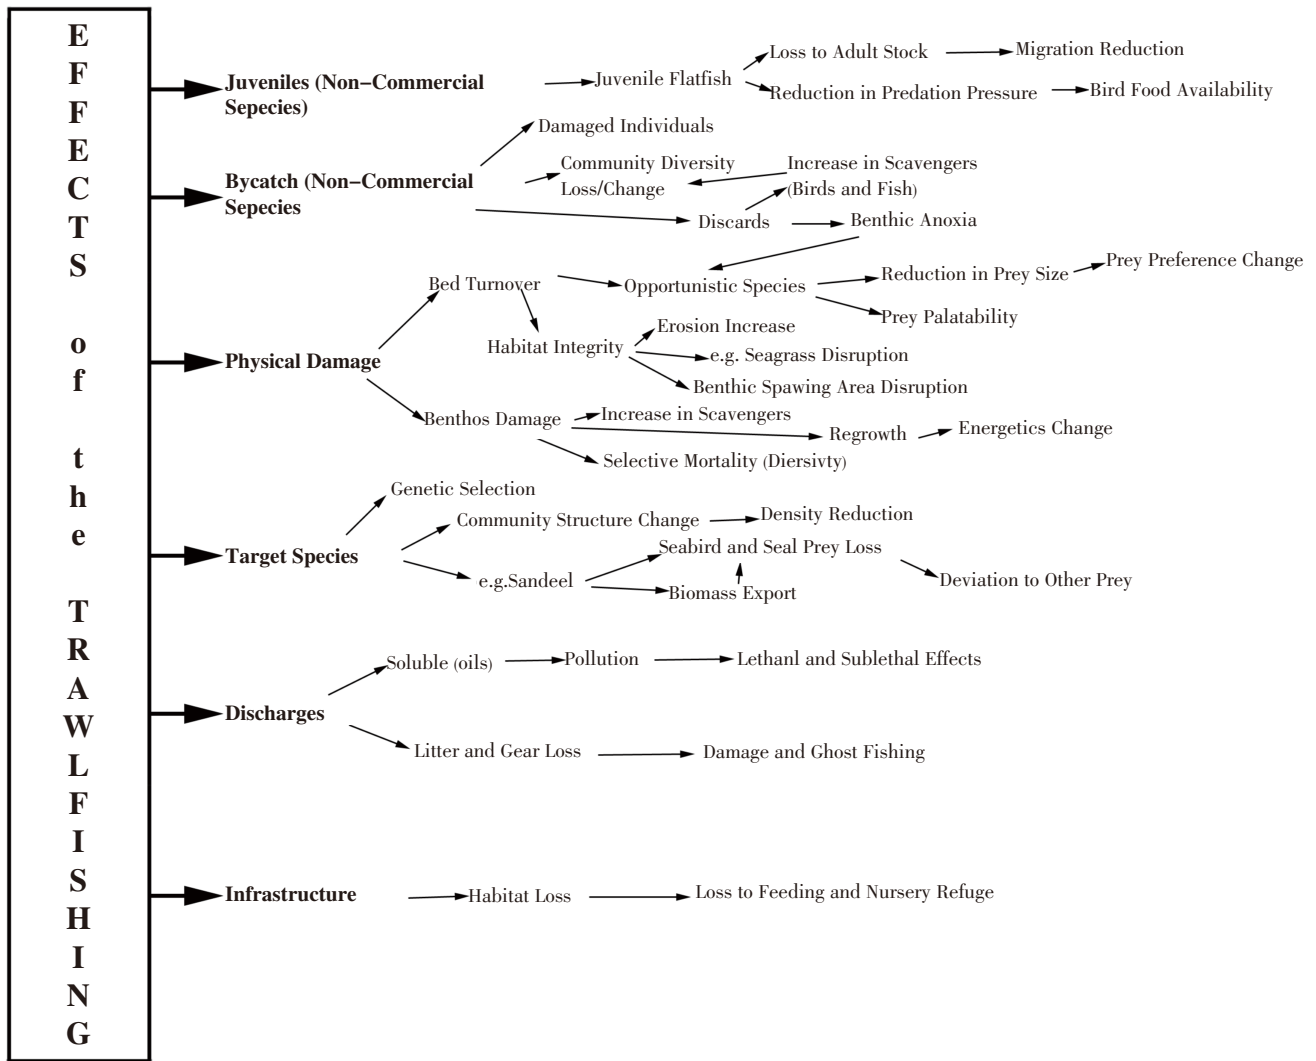 EFFECTS of the TRAWLFISHING
Juveniles (Non-Commercial
Sepecies)
Juvenile Flatfish
Loss to Adult Stock
Migration Reduction
Reduction in Predation Pressure
Bird Food Availability
Bycatch (Non-Commercial
Sepecies
Damaged Individuals
Community Diversity
Loss/Change
Increase in Scavengers
(Birds and Fish)
Discards
Benthic Anoxia
Physical Damage
Bed Turnover
Opportunistic Species
Reduction in Prey Size
Prey Preference Change
Prey Palatability
Habitat Integrity
Erosion Increase
e.g. Seagrass Disruption
Benthic Spawing Area Disruption
Benthos Damage
Increase in Scavengers
Regrowth
Energetics Change
Selective Mortality (Diersivty)
Target Species
Genetic Selection
Community Structure Change
Density Reduction
e.g.Sandeel
Seabird and Seal Prey Loss
Biomass Export
Deviation to Other Prey
Discharges
Soluble (oils)
Pollution
Lethanl and Sublethal Effects
Litter and Gear Loss
Damage and Ghost Fishing
Infrastructure
Habitat Loss
Loss to Feeding and Nursery Refuge